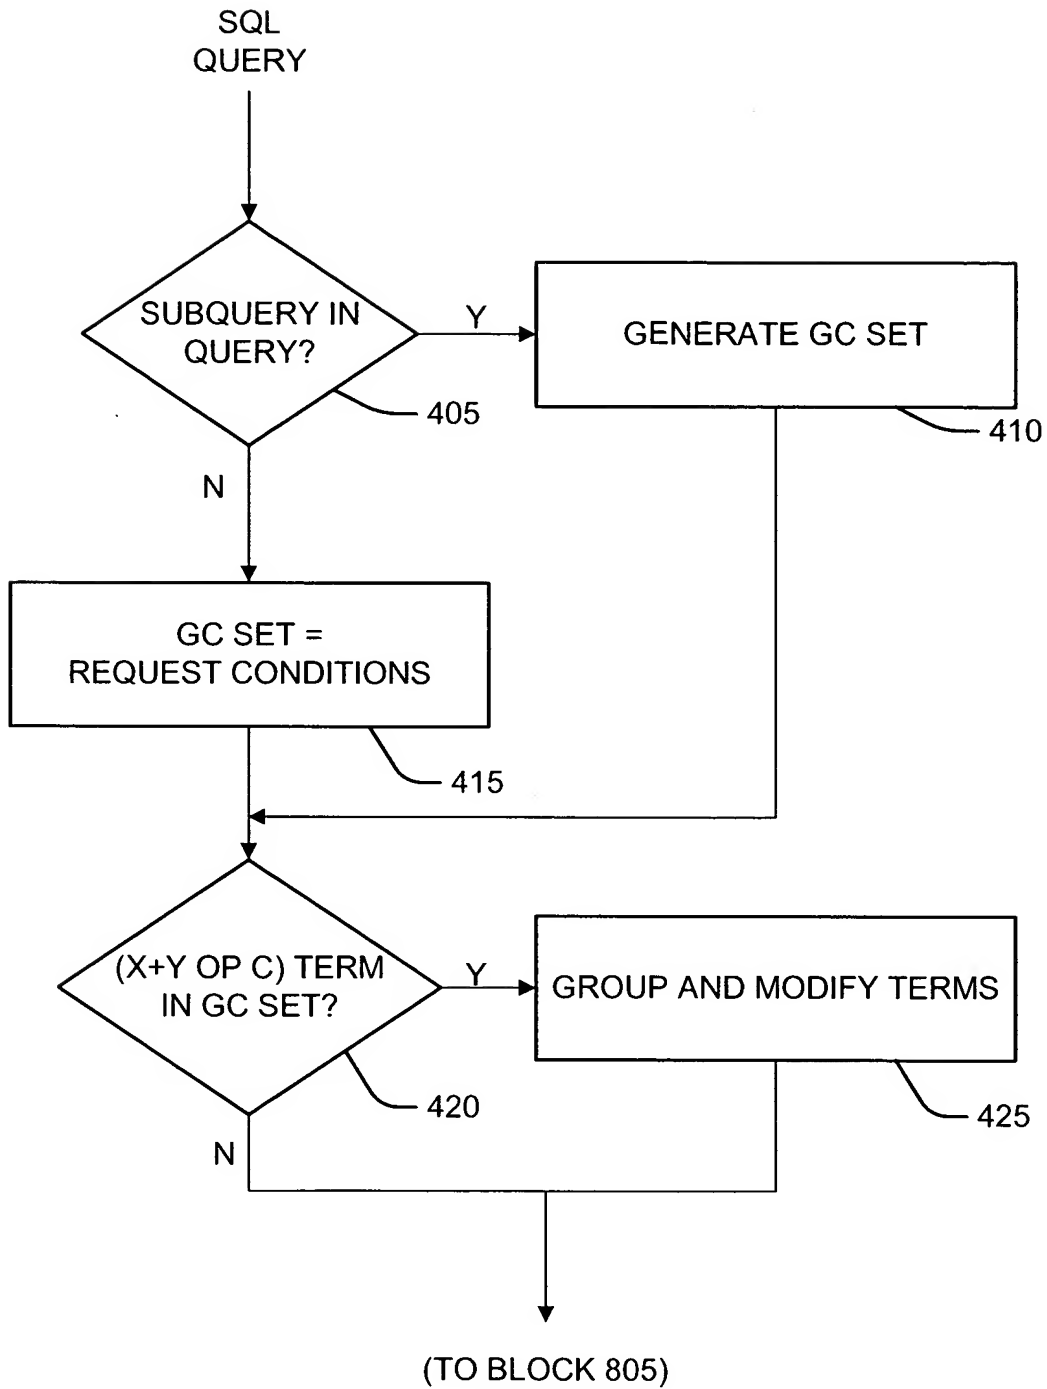 SQL
QUERY
SUBQUERY IN
QUERY?
Y
GENERATE GC SET
405
410
N
GC SET =
REQUEST CONDITIONS
415
(X+Y OP C) TERM
IN GC SET?
Y
GROUP AND MODIFY TERMS
420
425
N
(TO BLOCK 805)